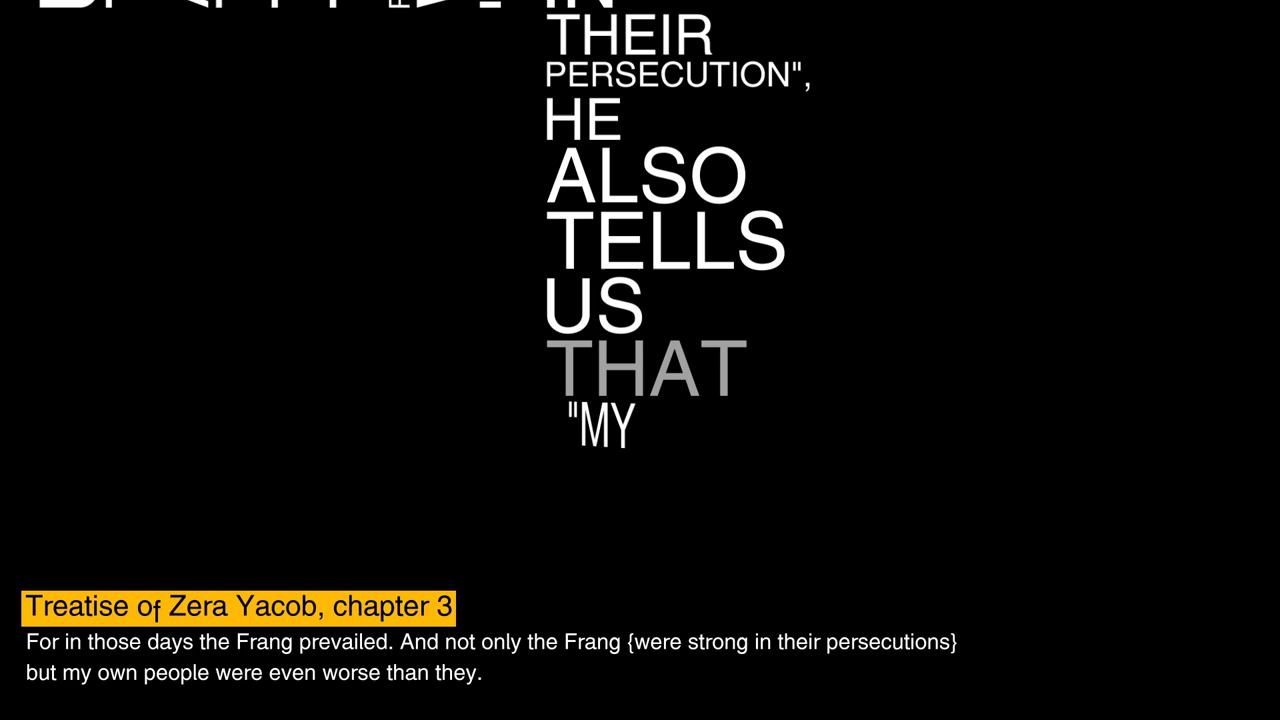 IN
THEIR
PERSECUTION",
HE
ALSO
TELLS
US
THAT
"MY
Treatise of Zera Yacob, chapter 3
For in those days the Frang prevailed. And not only the Frang {were strong in their persecutions}
but my own people were even worse than they.